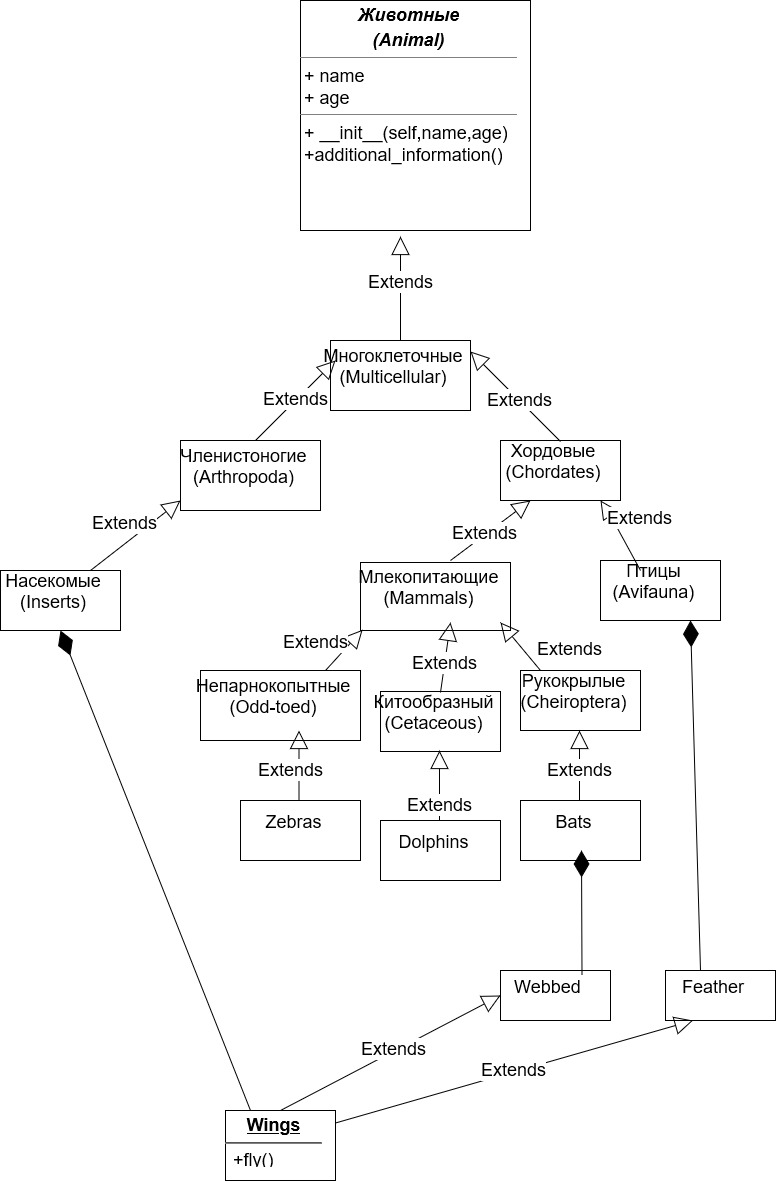 Животные
(Animal)
+ name
+ age
+ __init__(self,name,age)
+additional_information()
Extends
Многоклеточные
(Multicellular)
Extends
Extends
Членистоногие
(Arthropoda)
Хордовые
(Chordates)
Extends
Extends
Extends
Насекомые
(Inserts)
Млекопитающие
(Mammals)
Птицы
(Avifauna)
Extends
Extends
Extends
Непарнокопытные
(Odd-toed)
Китообразный
(Cetaceous)
Рукокрылые
(Cheiroptera)
Extends
Extends
Extends
Zebras
Dolphins
Bats
Webbed
Feather
Extends
Extends
Wings
+fly()